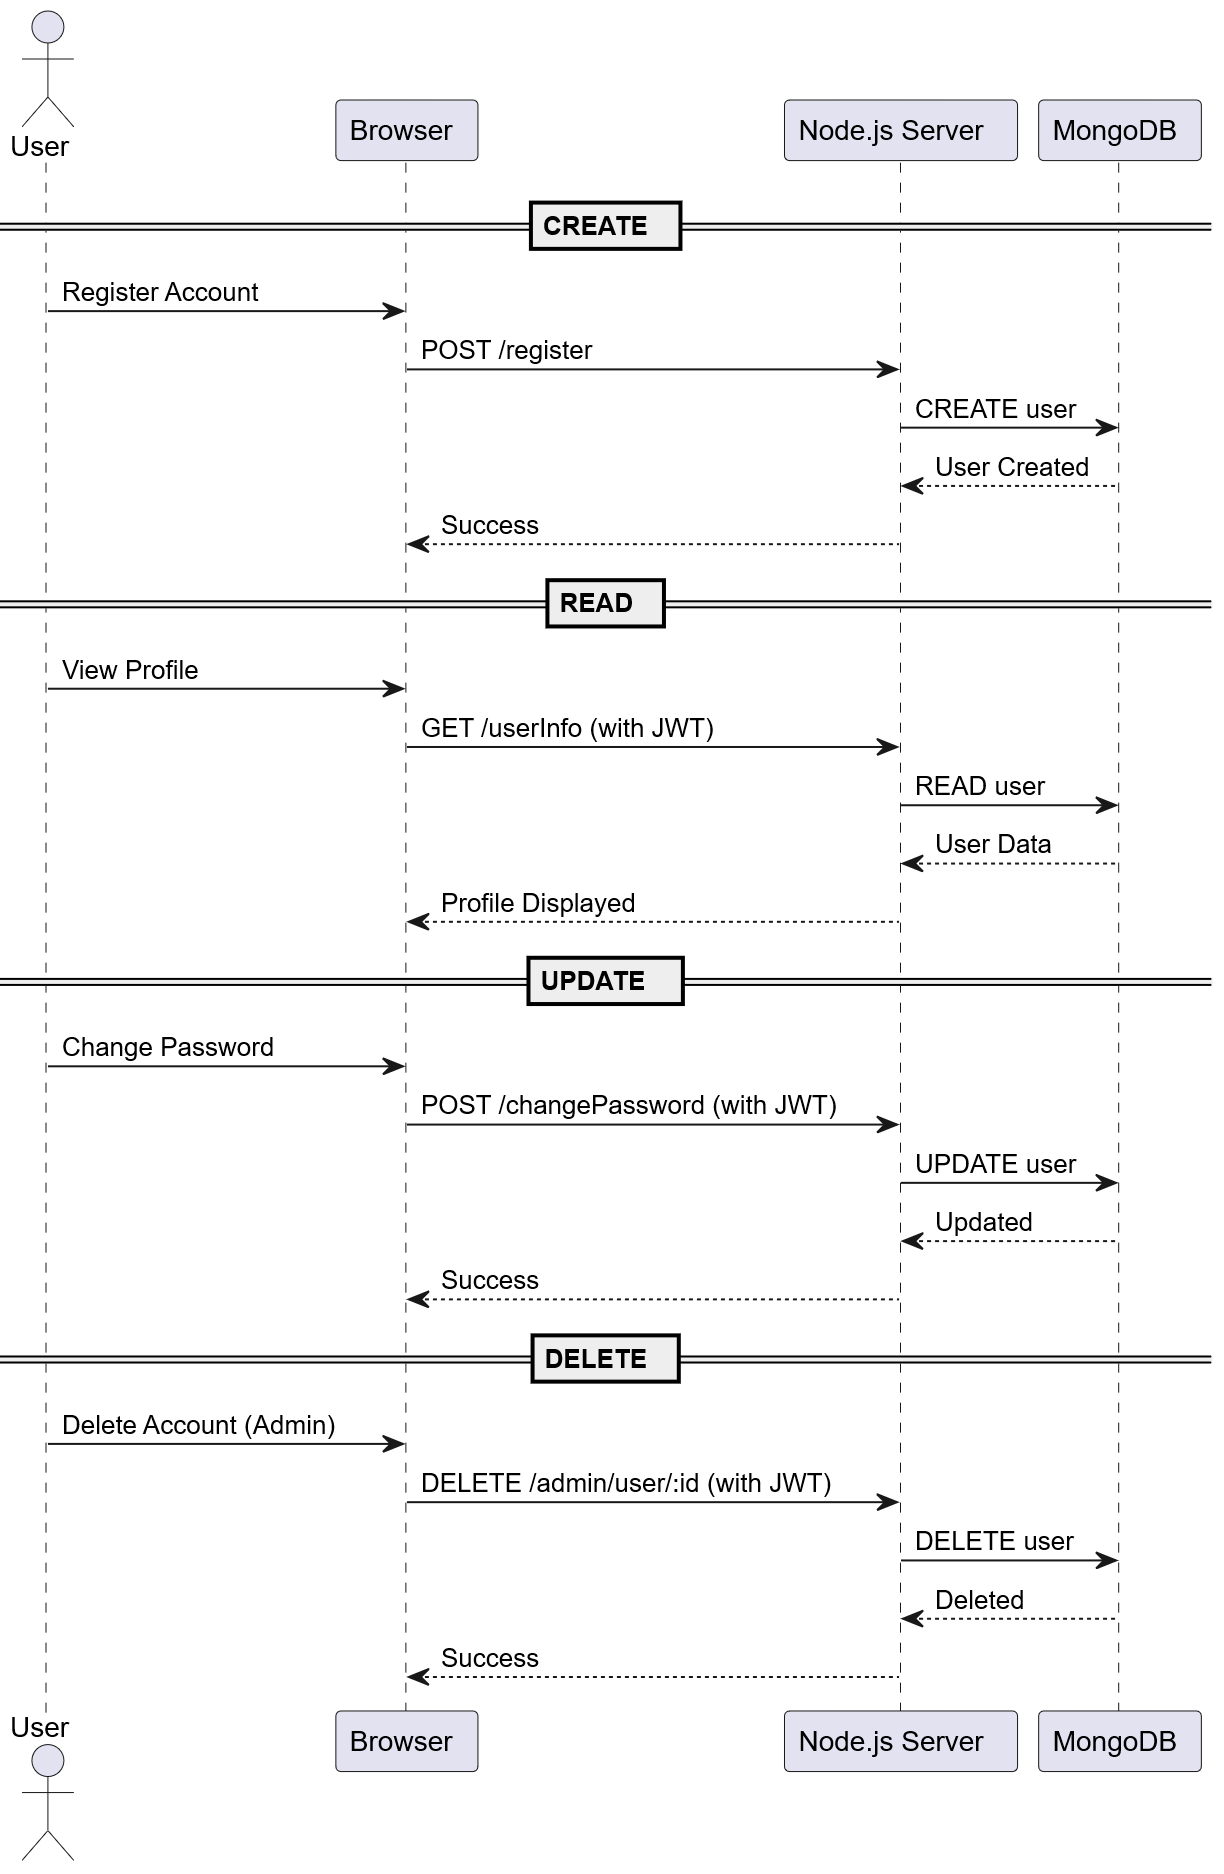 User
Browser
Node.js Server
MongoDB
CREATE
Register Account
POST /register
CREATE user
User Created
Success
READ
View Profile
GET /userInfo (with JWT)
READ user
User Data
Profile Displayed
UPDATE
Change Password
POST /changePassword (with JWT)
UPDATE user
Updated
Success
DELETE
Delete Account (Admin)
DELETE /admin/user/:id (with JWT)
DELETE user
Deleted
Success
User
Browser
Node.js Server
MongoDB